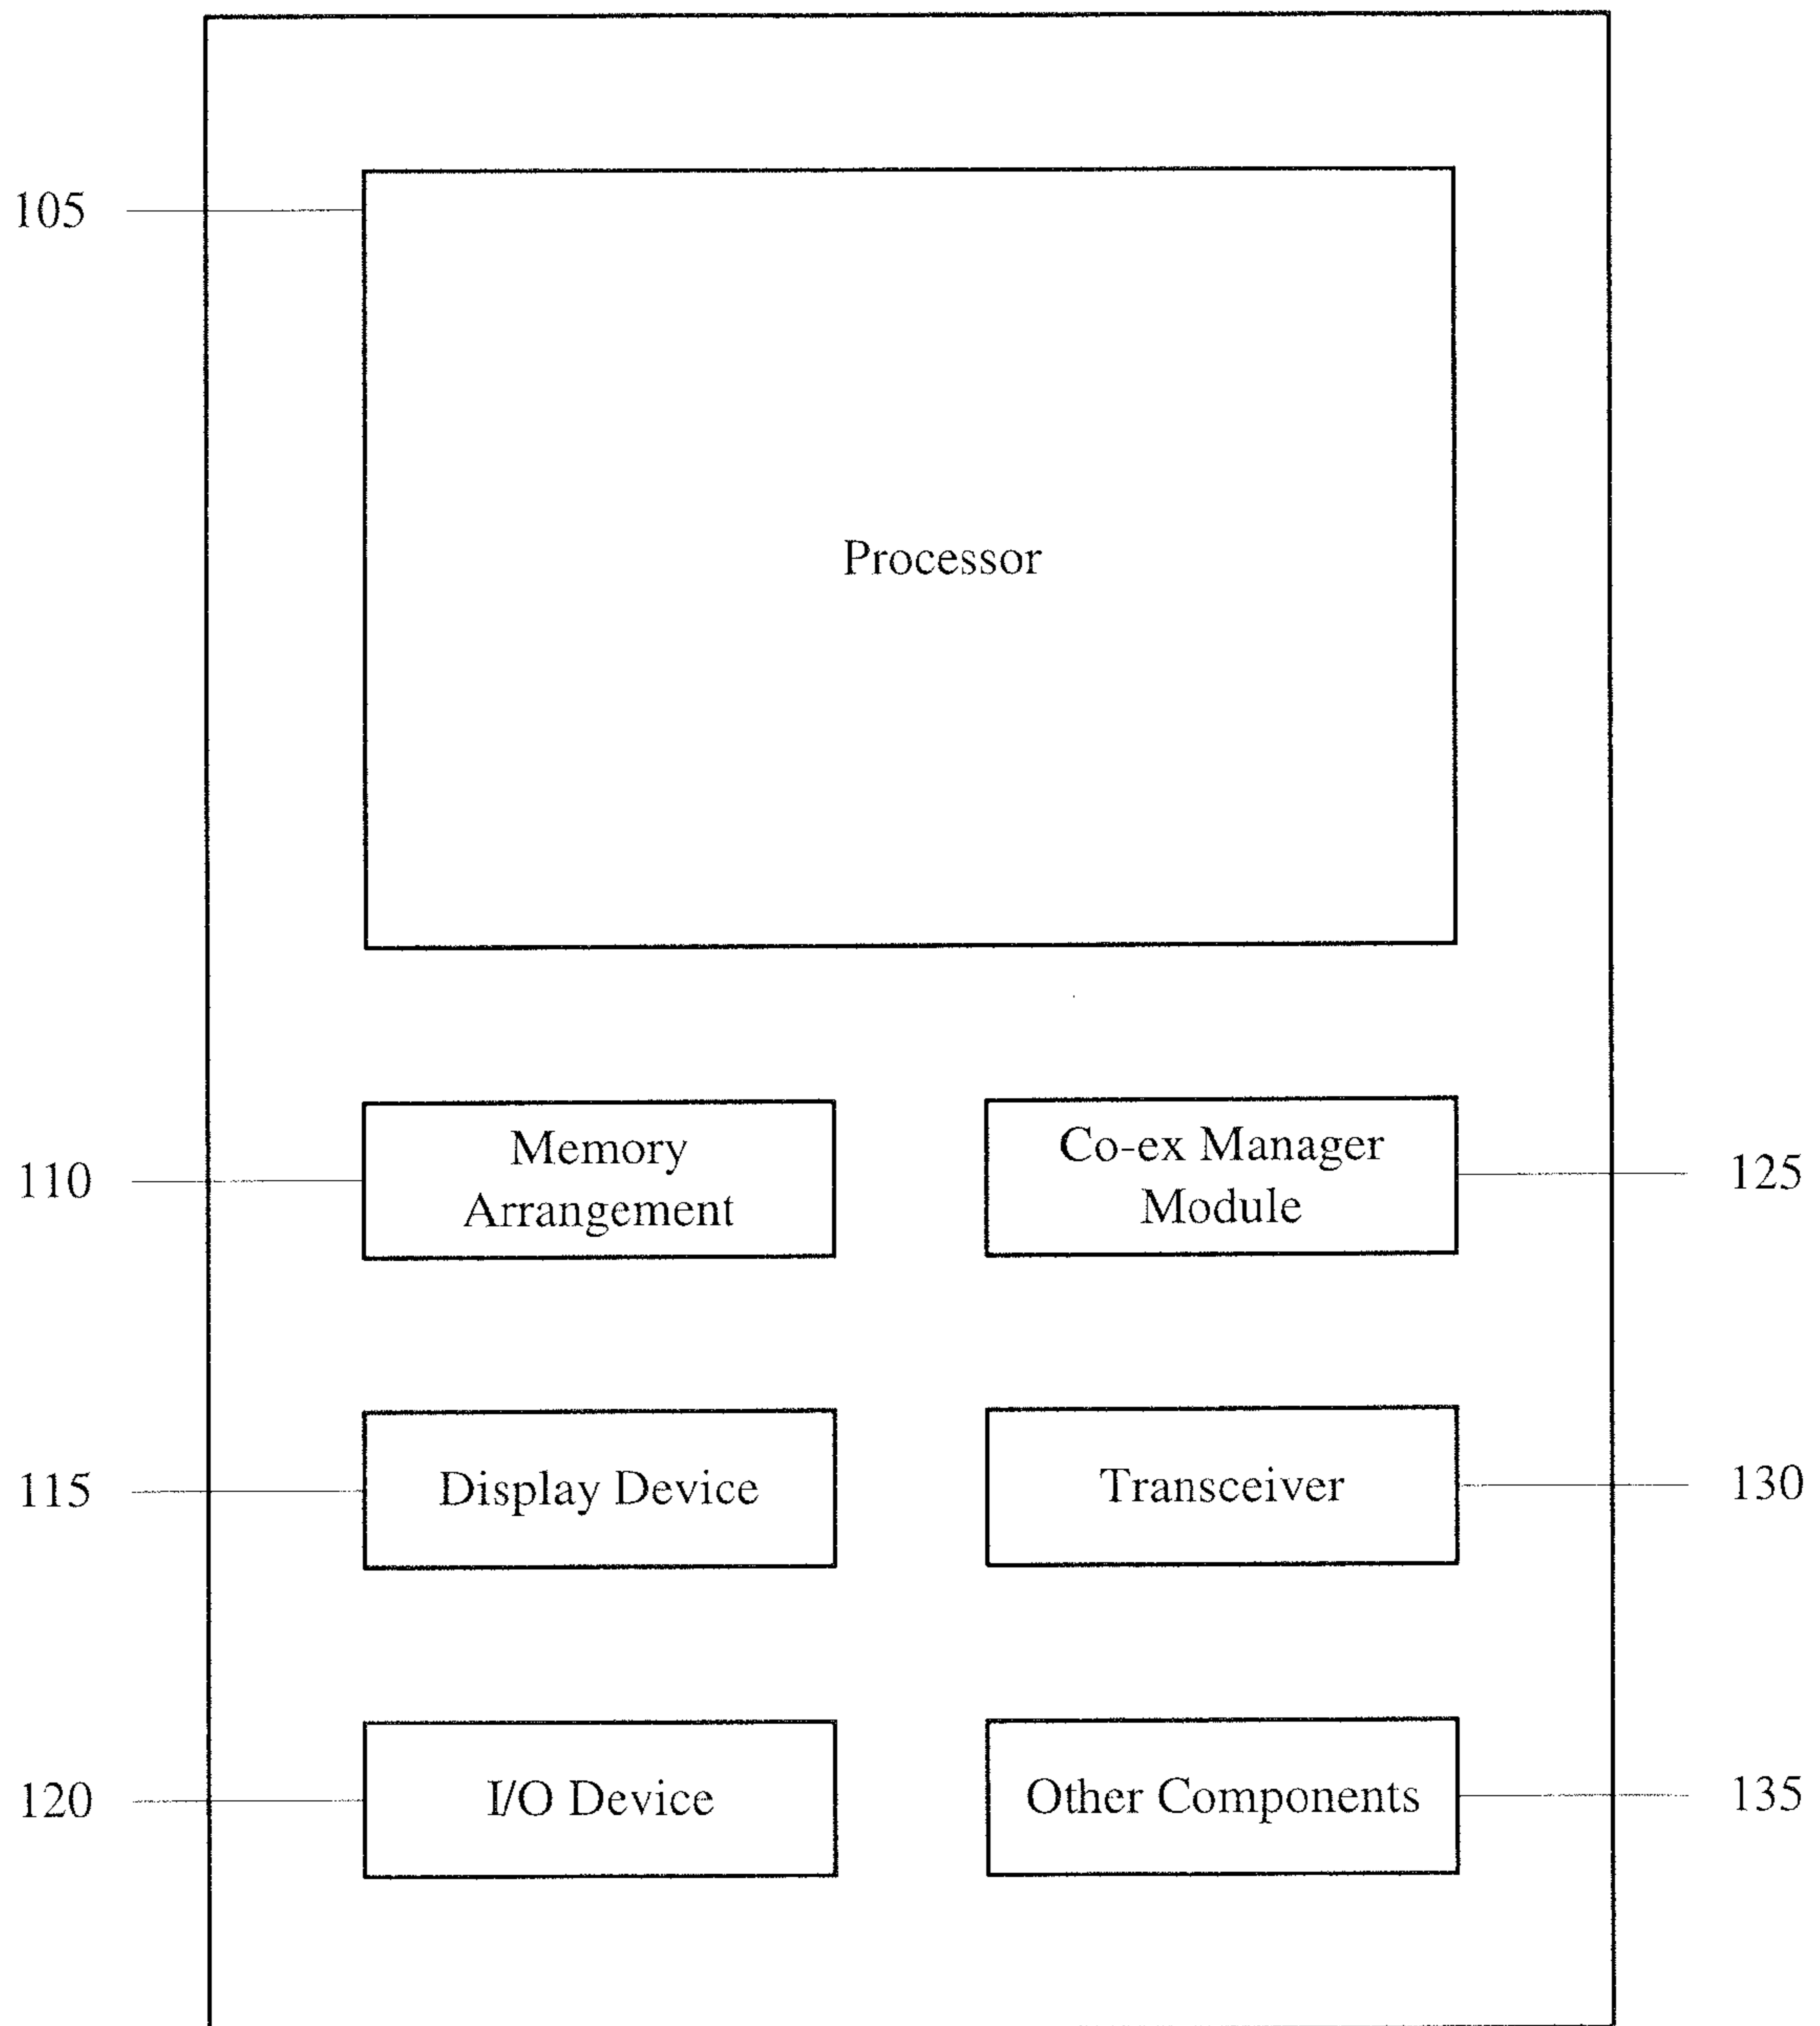 105
Processor
110
Memory
Arrangement
Co-ex Manager
Module
125
115
Display Device
Transceiver
130
120
I/O Device
Other Components
135